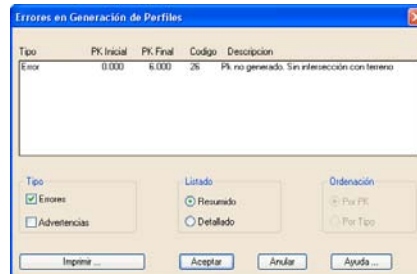 Errores en Generación de Perfiles
Tipo PK Inicial PK Final Codigo Descripcion
Error 0.000 6.000 26 Pk no generado. Sin intersección con terreno
Tipo Listado Ordenación
Errores Resumido Por PK
Advertencias Detallado Por Tipo
Imprimir ... Aceptar Anular Ayuda ...